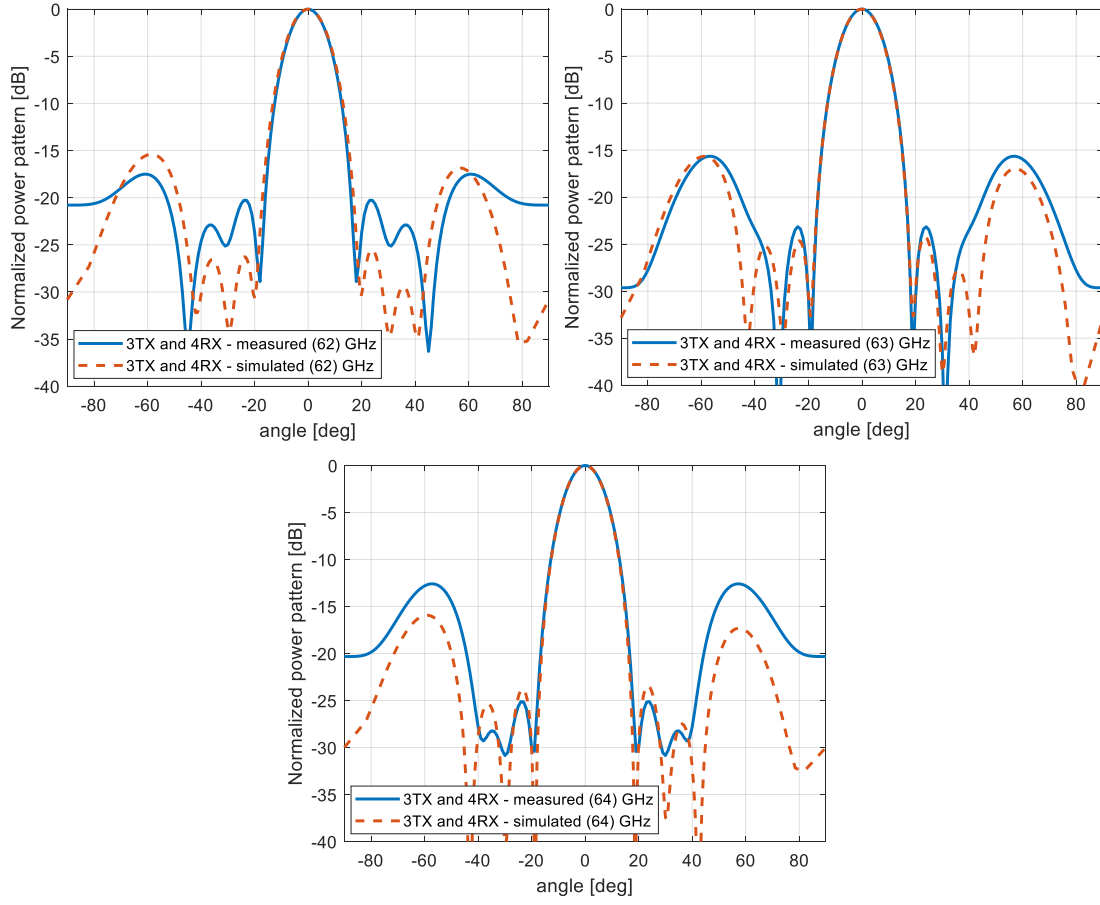 0
-5
-10
-15
-20
-25
-30
-35
-40
Normalized power pattern [dB]
3TX and 4RX - measured (62) GHz
3TX and 4RX - simulated (62) GHz
-80 -60 -40 -20 0 20 40 60 80
angle [deg]
0
-5
-10
-15
-20
-25
-30
-35
-40
Normalized power pattern [dB]
3TX and 4RX - measured (63) GHz
3TX and 4RX - simulated (63) GHz
-80 -60 -40 -20 0 20 40 60 80
angle [deg]
0
-5
-10
-15
-20
-25
-30
-35
-40
Normalized power pattern [dB]
3TX and 4RX - measured (64) GHz
3TX and 4RX - simulated (64) GHz
-80 -60 -40 -20 0 20 40 60 80
angle [deg]